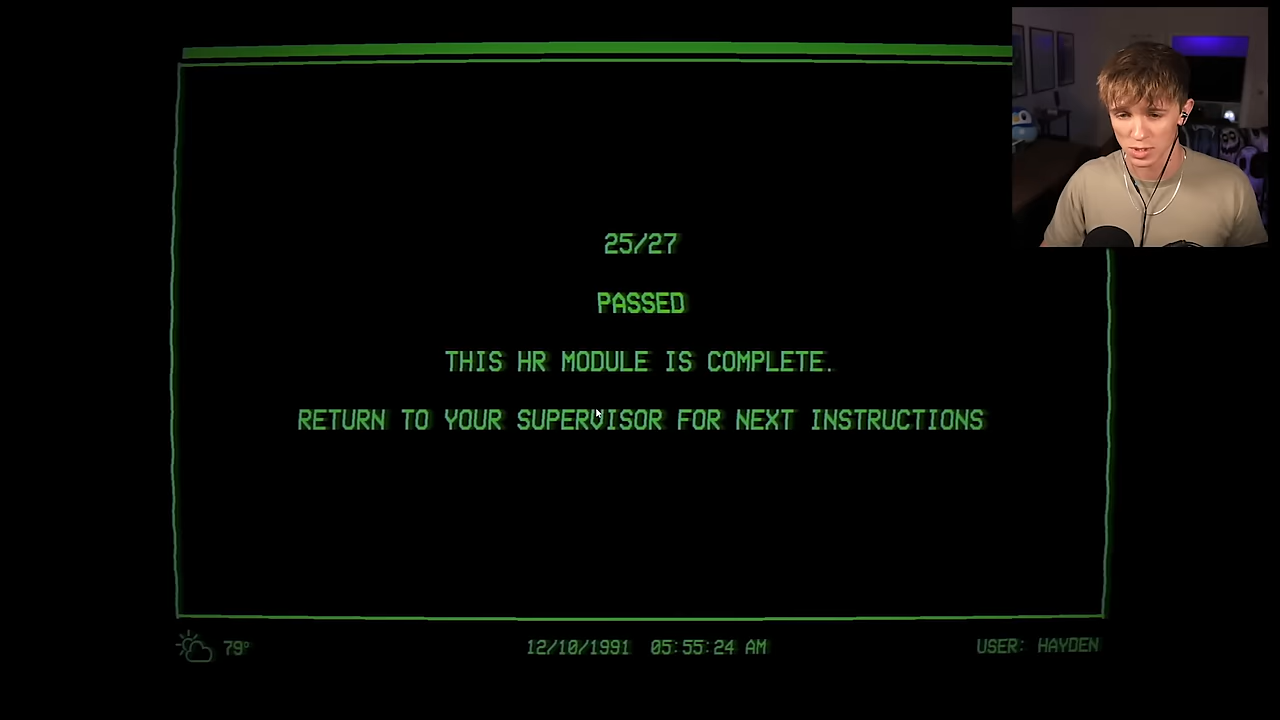 25/27
PASSED
THIS HR MODULE IS COMPLETE.
RETURN TO YOUR SUPERVISOR FOR NEXT INSTRUCTIONS
79°
12/10/1991 05:55:24 AM
USER: HAYDEN